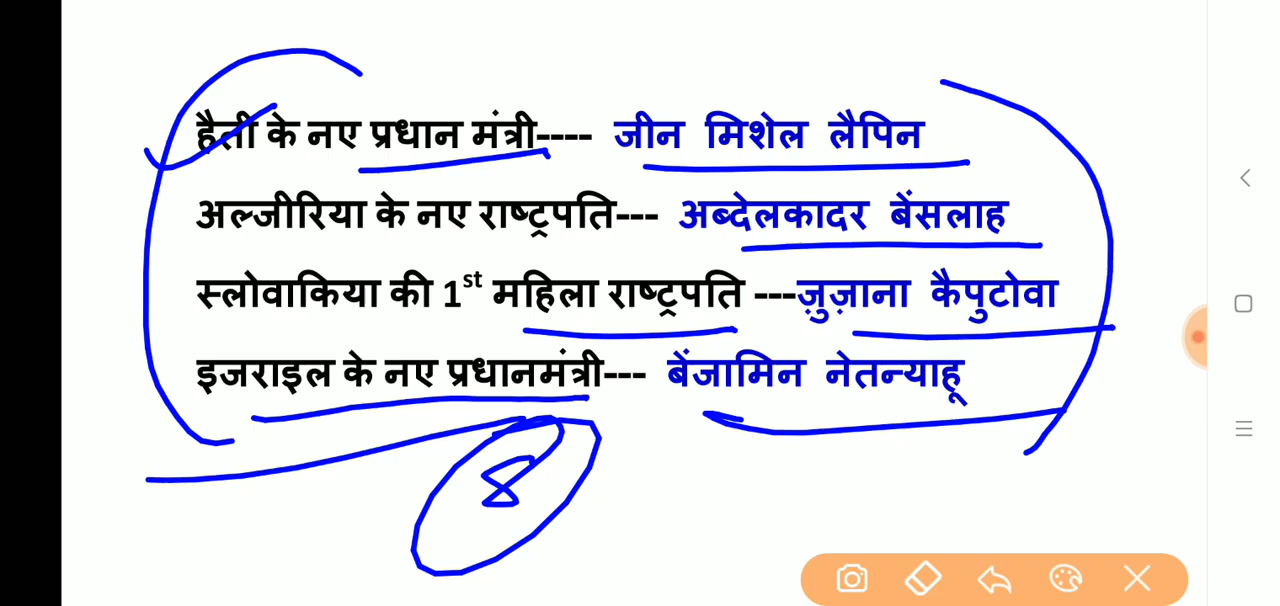 हैती के नए प्रधान मंत्री---- जीन मिशेल लैपिन
अल्जीरिया के नए राष्ट्रपति--- अब्देलकादर बेंसलाह
स्लोवाकिया की 1st महिला राष्ट्रपति ---ज़ुज़ाना कैपुटोवा
इजराइल के नए प्रधानमंत्री--- बेंजामिन नेतन्याहू
8